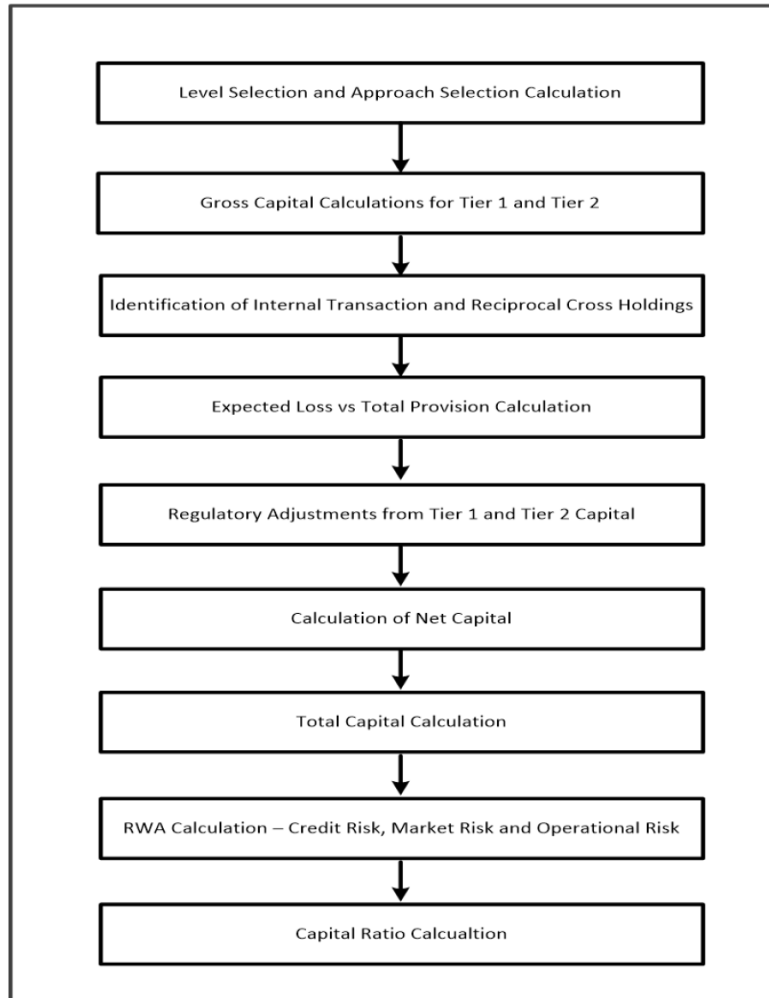 Level Selection and Approach Selection Calculation
Gross Capital Calculations for Tier 1 and Tier 2
Identification of Internal Transaction and Reciprocal Cross Holdings
Expected Loss vs Total Provision Calculation
Regulatory Adjustments from Tier 1 and Tier 2 Capital
Calculation of Net Capital
Total Capital Calculation
RWA Calculation – Credit Risk, Market Risk and Operational Risk
Capital Ratio Calcualtion